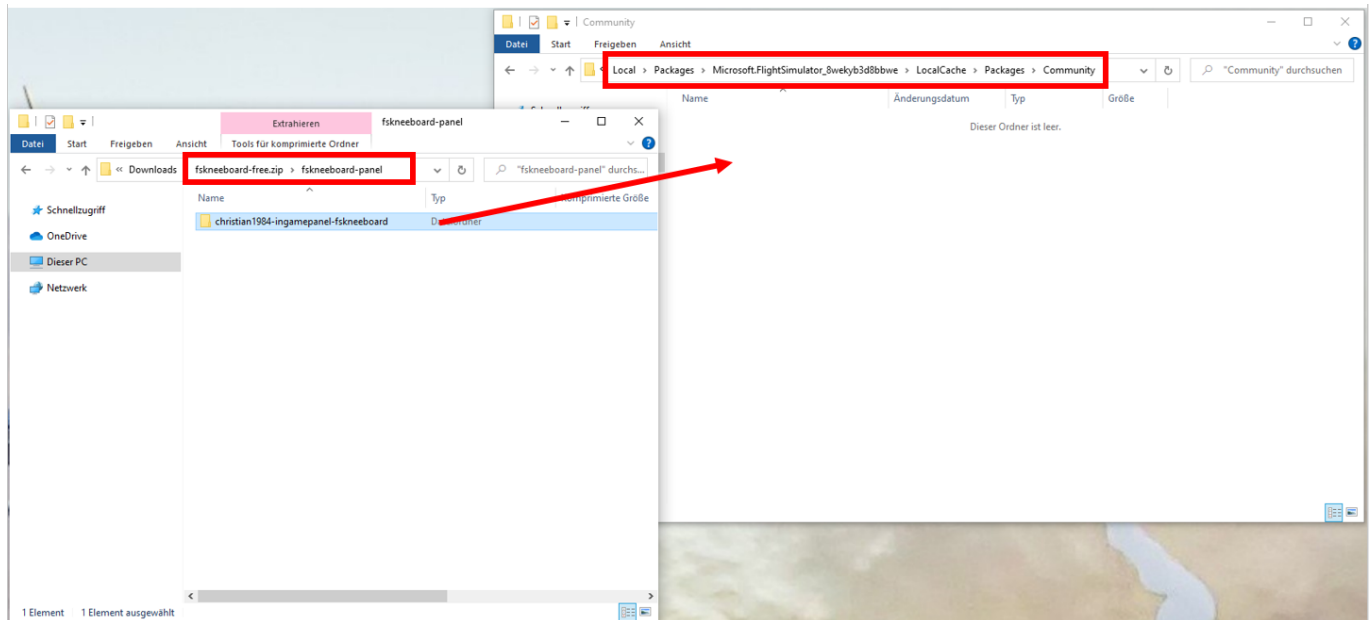 Community
Datei Start Freigeben Ansicht
Local > Packages > Microsoft.FlightSimulator_8wekyb3d8bbwe > LocalCache > Packages > Community
"Community" durchsuchen
Name Änderungsdatum Typ Größe
Dieser Ordner ist leer.
Extrahieren fskneeboard-panel
Datei Start Freigeben Ansicht Tools für komprimierte Ordner
« Downloads fskneeboard-free.zip > fskneeboard-panel
"fskneeboard-panel" durchs...
Name Typ Komprimierte Größe
christian1984-ingamepanel-fskneeboard
Schnellzugriff
OneDrive
Dieser PC
Netzwerk
1 Element 1 Element ausgewählt